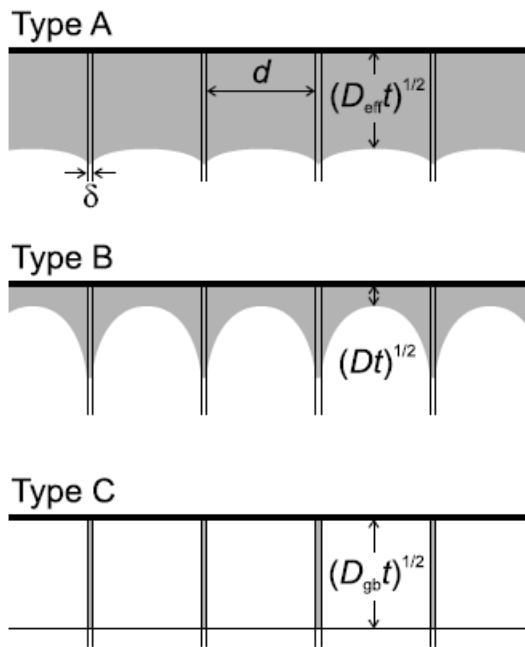 Type A
d
(D_eff t)^1/2
δ
Type B
(Dt)^1/2
Type C
(D_gb t)^1/2